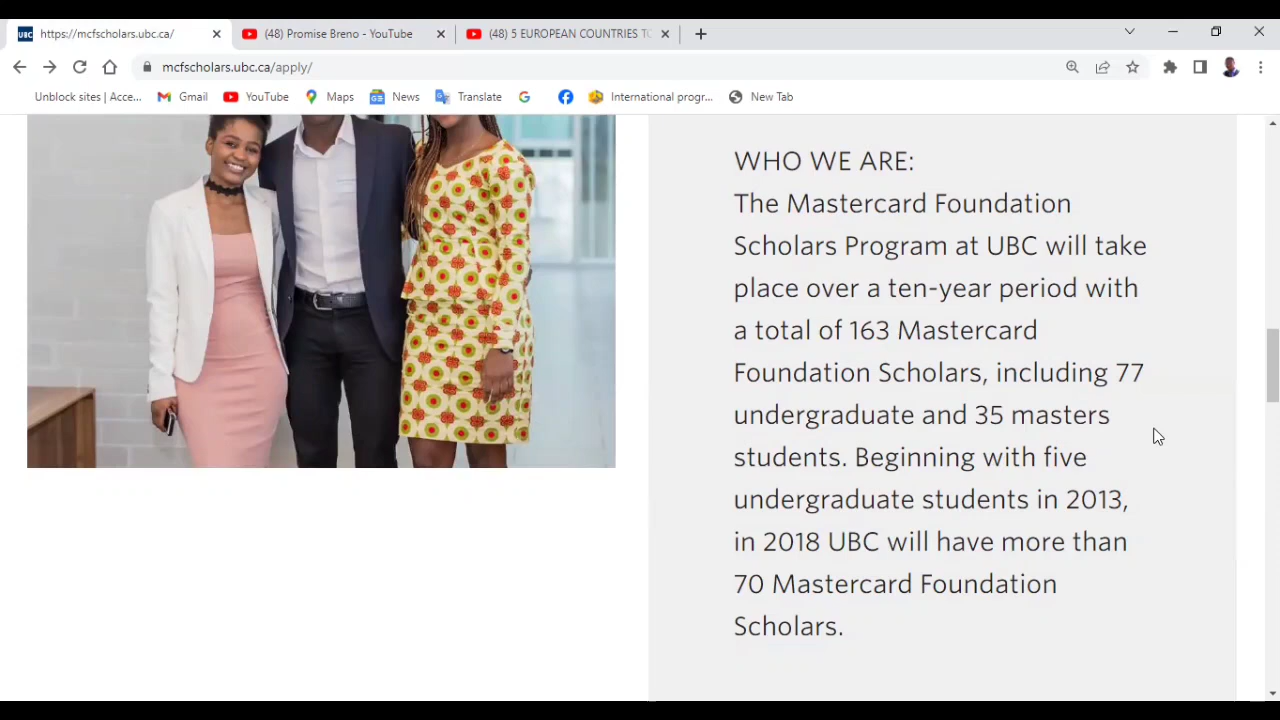 UBC https://mcfscholars.ubc.ca/
(48) Promise Breno - YouTube
(48) 5 EUROPEAN COUNTRIES TO
mcfscholars.ubc.ca/apply/
Unblock sites | Acce...
Gmail
YouTube
Maps
News
Translate
International progr...
New Tab
WHO WE ARE:
The Mastercard Foundation
Scholars Program at UBC will take
place over a ten-year period with
a total of 163 Mastercard
Foundation Scholars, including 77
undergraduate and 35 masters
students. Beginning with five
undergraduate students in 2013,
in 2018 UBC will have more than
70 Mastercard Foundation
Scholars.